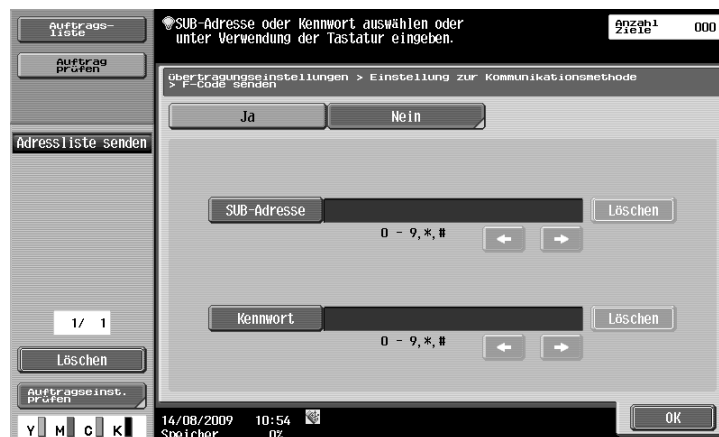 Auftrags-
liste
Auftrag
prüfen
SUB-Adresse oder Kennwort auswählen oder
unter Verwendung der Tastatur eingeben.
Anzahl
Ziele
000
Übertragungseinstellungen > Einstellung zur Kommunikationsmethode
> F-Code senden
Ja
Nein
Adressliste senden
SUB-Adresse
Löschen
0 - 9,*,#
Kennwort
Löschen
0 - 9,*,#
1/ 1
Löschen
Auftragseinst.
prüfen
Y M C K
14/08/2009 10:54
Speicher 0%
OK